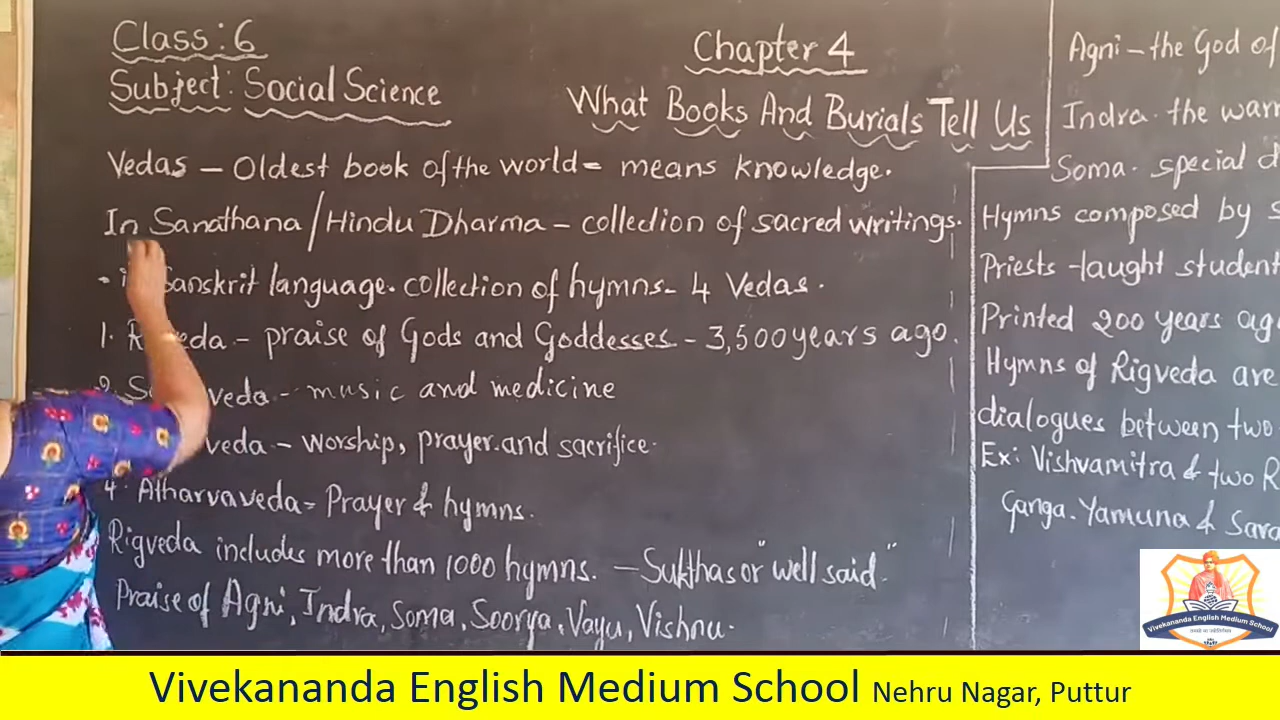 Class: 6
Subject: Social Science
Chapter 4
What Books And Burials Tell Us
Vedas – Oldest book of the world = means knowledge.
In Sanathana / Hindu Dharma – collection of sacred writings.
Sanskrit language. collection of hymns - 4 Vedas.
1. Rigveda – praise of Gods and Goddesses – 3,500 years ago.
veda - music and medicine
veda – worship, prayer and sacrifice.
4. Atharvaveda = Prayer & hymns.
Rigveda includes more than 1000 hymns. – Sukthas or "well said"
Praise of Agni, Indra, Soma, Soorya, Vayu, Vishnu.
Agni – the God of
Indra - the warr
Soma - special d
Hymns composed by s
Priests taught student
Printed 200 years ag
Hymns of Rigveda are
dialogues between two
Ex: Vishvamitra & two R
Ganga. Yamuna & Sara
Vivekananda English Medium School
Vivekananda English Medium School Nehru Nagar, Puttur